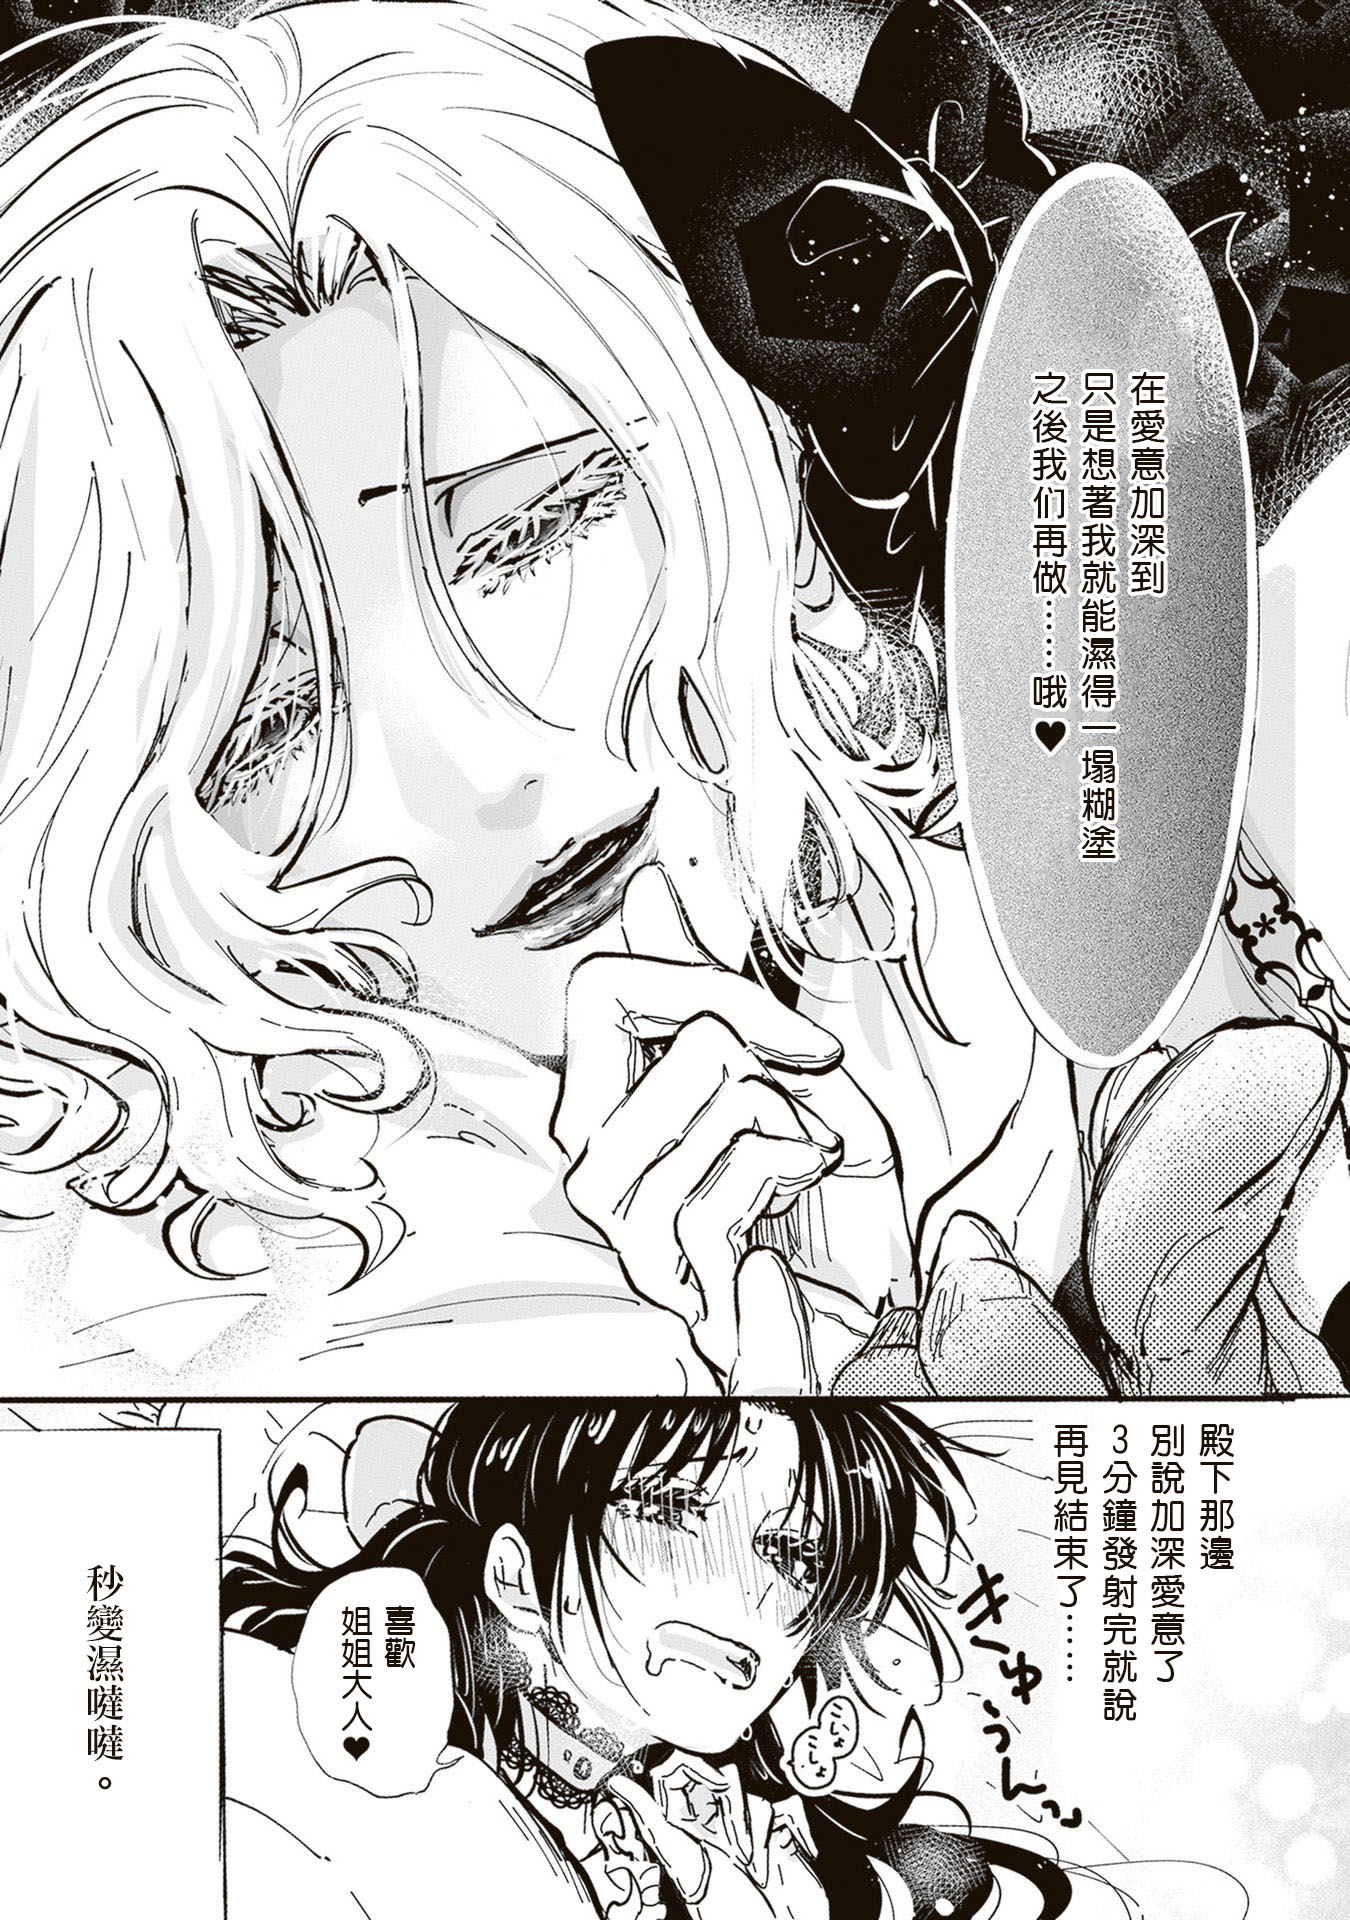 在愛意加深到
只是想著我就能濕得一塌糊塗
之後我们再做……哦♥
殿下那邊
別說加深愛意了
3分鐘發射完就說
再見結束了……
きゅうん〜
こしょ
こしょ
喜歡
姐姐大人♥
秒變濕噠噠。